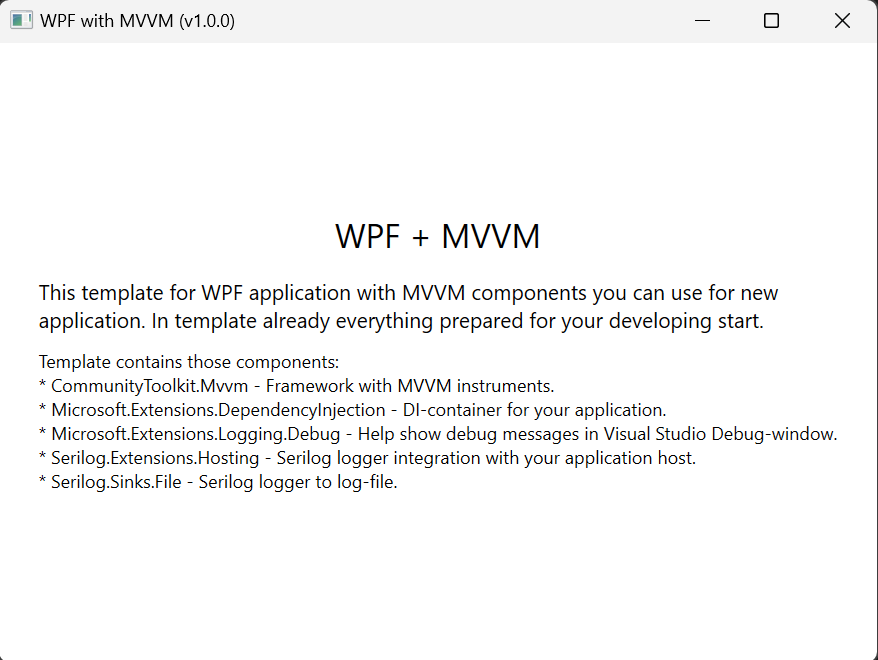 WPF with MVVM (v1.0.0)
WPF + MVVM
This template for WPF application with MVVM components you can use for new
application. In template already everything prepared for your developing start.
Template contains those components:
* CommunityToolkit.Mvvm - Framework with MVVM instruments.
* Microsoft.Extensions.DependencyInjection - DI-container for your application.
* Microsoft.Extensions.Logging.Debug - Help show debug messages in Visual Studio Debug-window.
* Serilog.Extensions.Hosting - Serilog logger integration with your application host.
* Serilog.Sinks.File - Serilog logger to log-file.